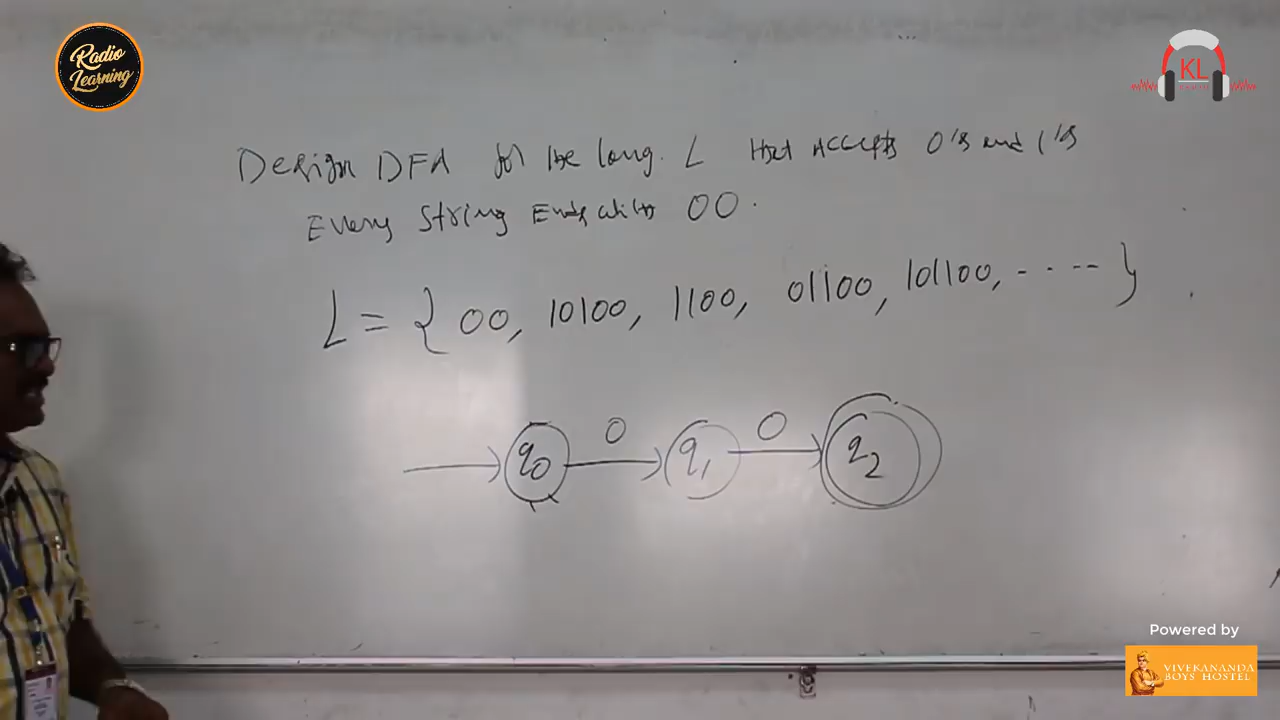 Radio
Learning
KL
Design DFA for the lang. L that Accepts 0's and 1's
Every String Ends with 00.
L = { 00, 10100, 1100, 01100, 101100, - - - - }
0 0
q0 q1 q2
Powered by
VIVEKANANDA
BOYS HOSTEL